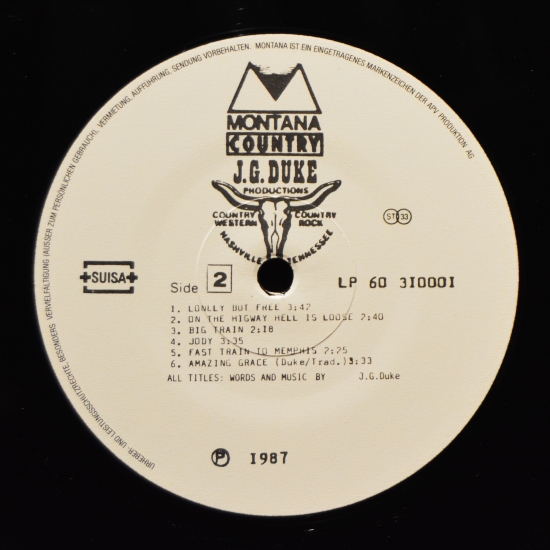 URHEBER- UND LEISTUNGSSCHUTZRECHTE BESONDERS VERVIELFÄLTIGUNG (AUSSER ZUM PERSÖNLICHEN GEBRAUCH), VERMIETUNG, AUFFÜHRUNG, SENDUNG VORBEHALTEN. MONTANA IST EIN EINGETRAGENES MARKENZEICHEN DER APV PRODUKTION AG
MONTANA
COUNTRY
J.G. DUKE
PRODUCTIONS
COUNTRY WESTERN
COUNTRY ROCK
NASHVILLE TENNESSEE
ST 33
SUISA
Side 2
LP 60 310001
1. LONELY BUT FREE 3:42
2. ON THE HIGWAY HELL IS LOOSE 2:40
3. BIG TRAIN 2:18
4. JODY 3:35
5. FAST TRAIN TO MEMPHIS 2:25
6. AMAZING GRACE (Duke/Trad.) 3:33
ALL TITLES: WORDS AND MUSIC BY J.G.Duke
℗ 1987